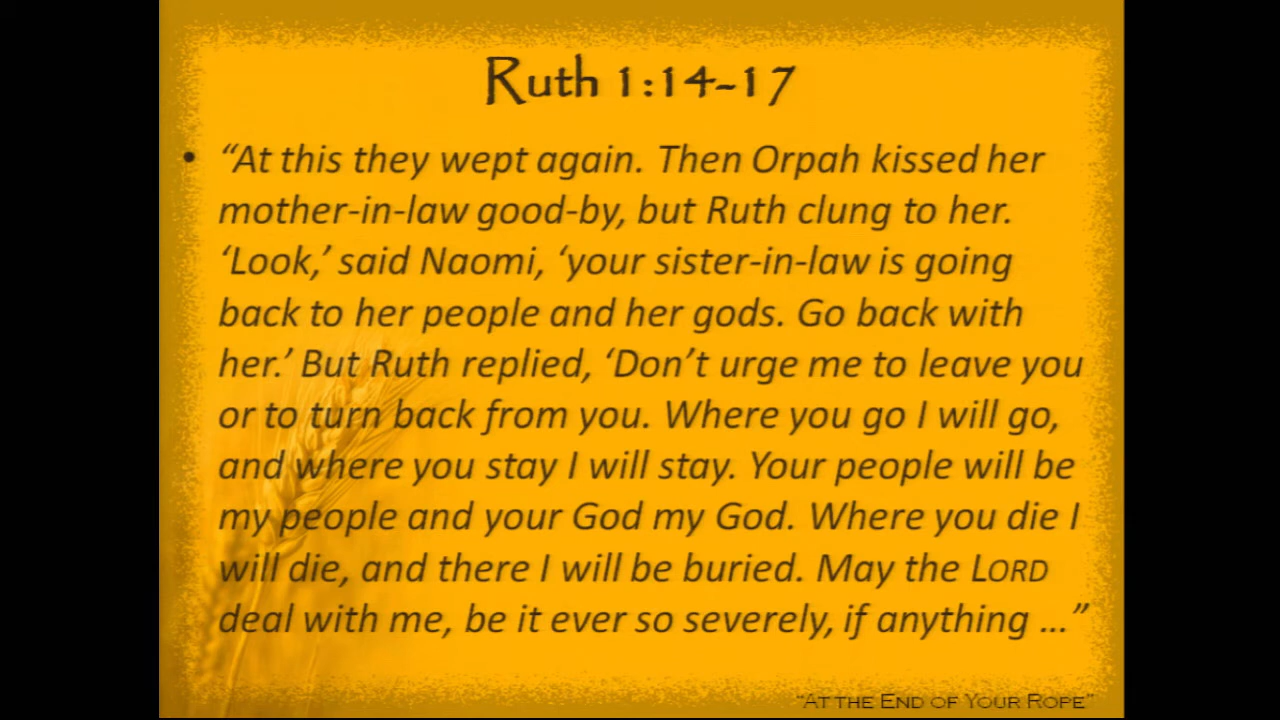 Ruth 1:14-17
• “At this they wept again. Then Orpah kissed her
mother-in-law good-by, but Ruth clung to her.
‘Look,’ said Naomi, ‘your sister-in-law is going
back to her people and her gods. Go back with
her.’ But Ruth replied, ‘Don’t urge me to leave you
or to turn back from you. Where you go I will go,
and where you stay I will stay. Your people will be
my people and your God my God. Where you die I
will die, and there I will be buried. May the LORD
deal with me, be it ever so severely, if anything …”
“AT THE END OF YOUR ROPE”